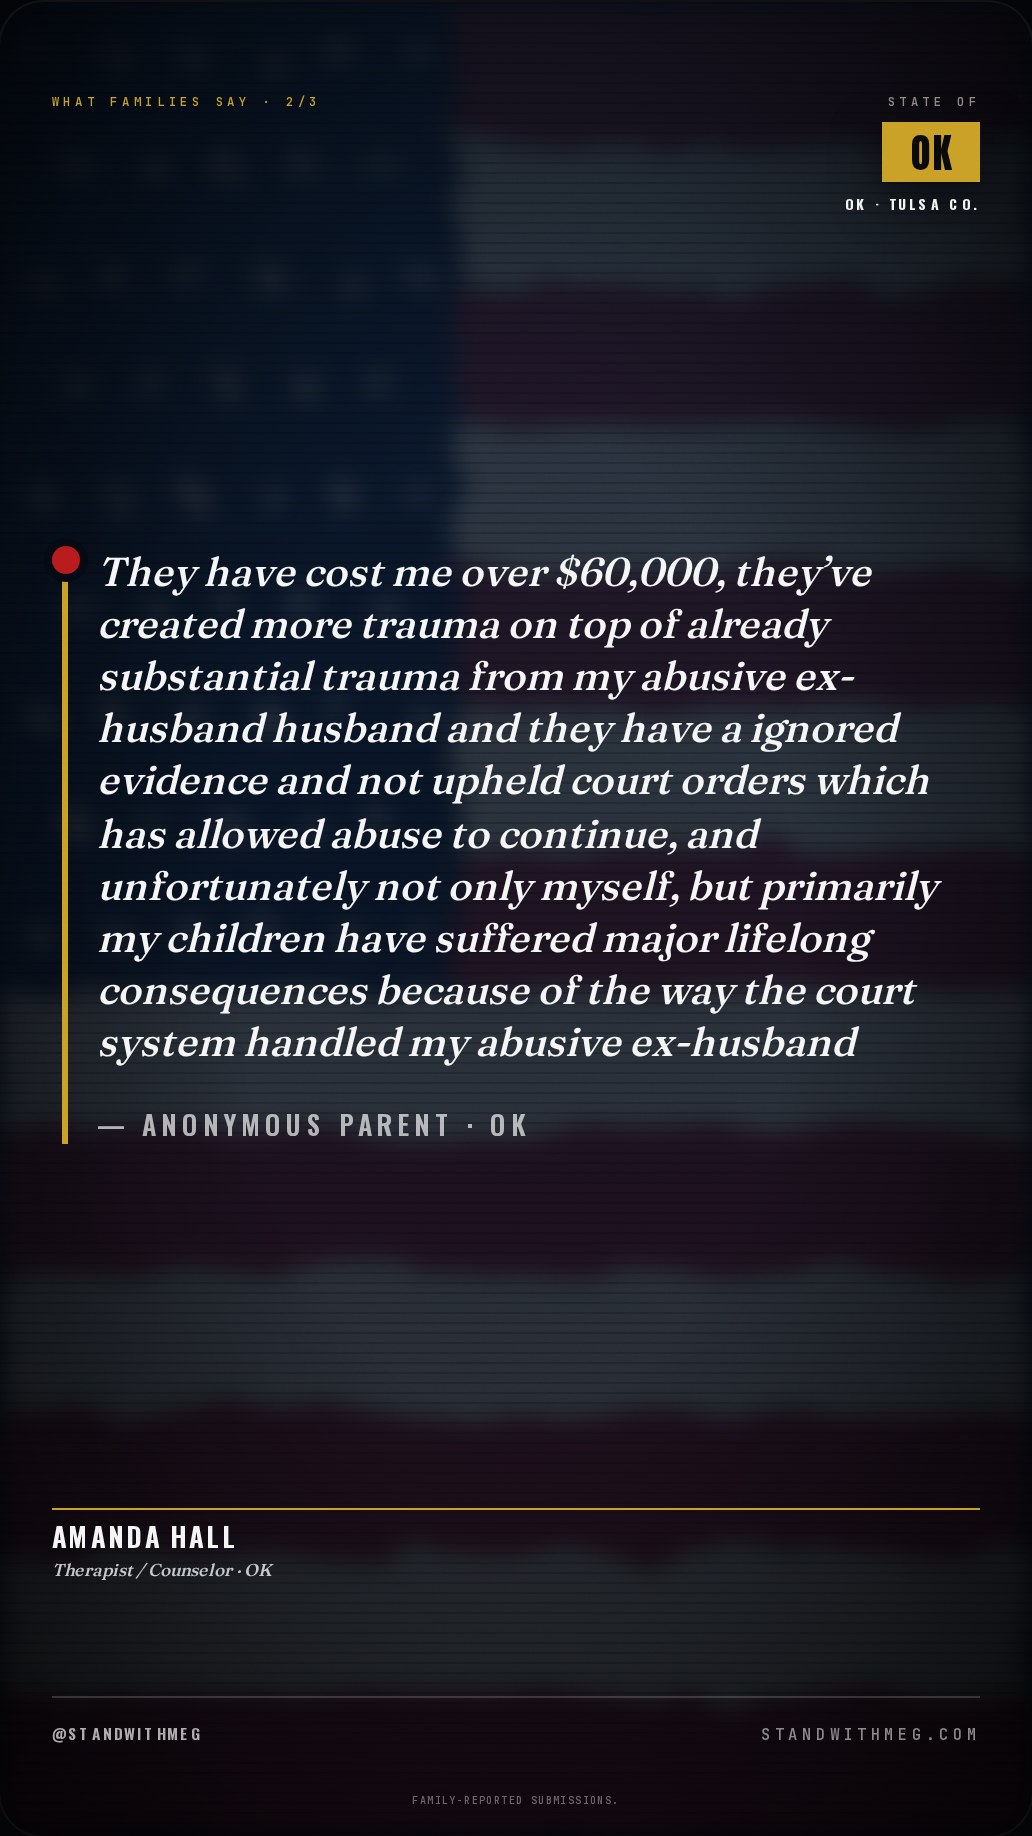 WHAT FAMILIES SAY · 2/3
STATE OF
OK
OK · TULSA CO.
They have cost me over $60,000, they’ve
created more trauma on top of already
substantial trauma from my abusive ex-
husband husband and they have a ignored
evidence and not upheld court orders which
has allowed abuse to continue, and
unfortunately not only myself, but primarily
my children have suffered major lifelong
consequences because of the way the court
system handled my abusive ex-husband
— ANONYMOUS PARENT · OK
AMANDA HALL
Therapist / Counselor · OK
@STANDWITHMEG
STANDWITHMEG.COM
FAMILY-REPORTED SUBMISSIONS.